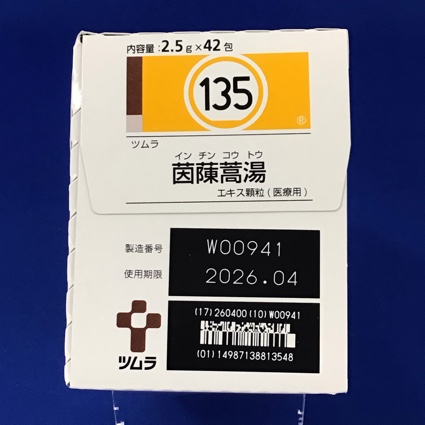 内容量:2.5g×42包
135
®
ツムラ
イン チン コウ トウ
茵蔯蒿湯
エキス顆粒(医療用)
製造番号 W00941
使用期限 2026.04
(17)260400(10)W00941
(01)14987138813548
ツムラ